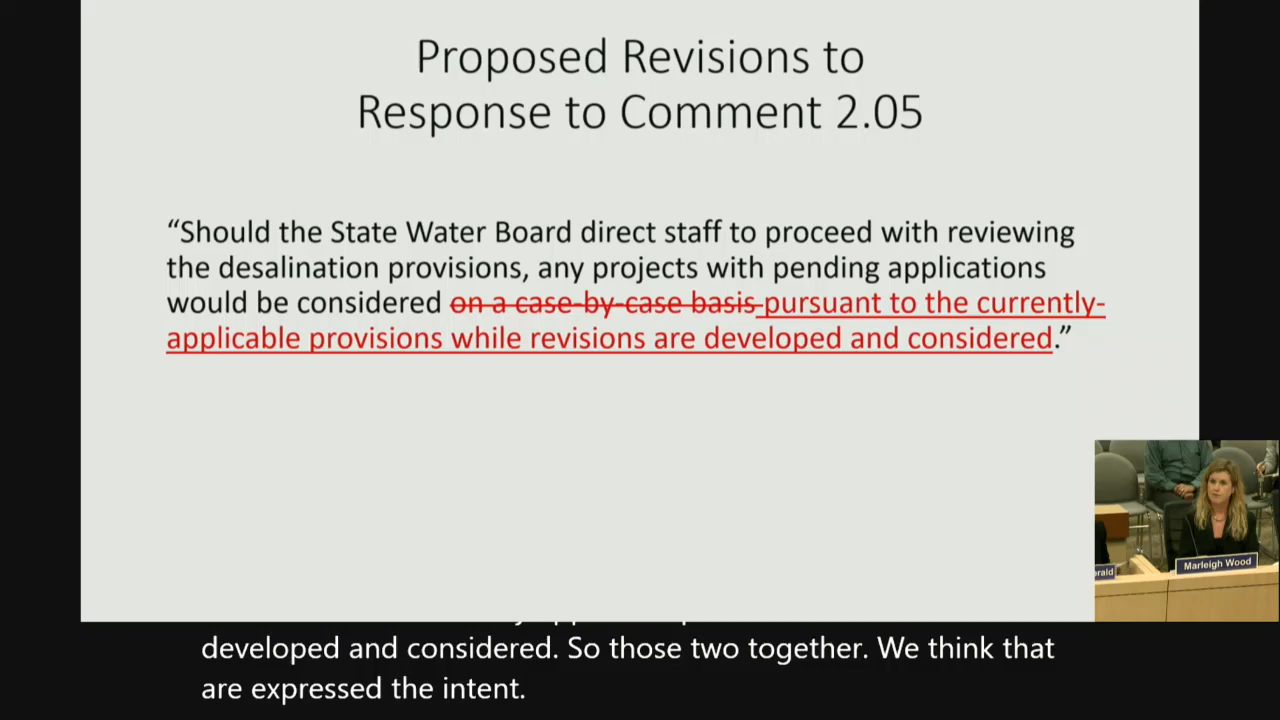 Proposed Revisions to
Response to Comment 2.05
“Should the State Water Board direct staff to proceed with reviewing
the desalination provisions, any projects with pending applications
would be considered on a case-by-case basis pursuant to the currently-
applicable provisions while revisions are developed and considered.”
erald
Marleigh Wood
developed and considered. So those two together. We think that
are expressed the intent.